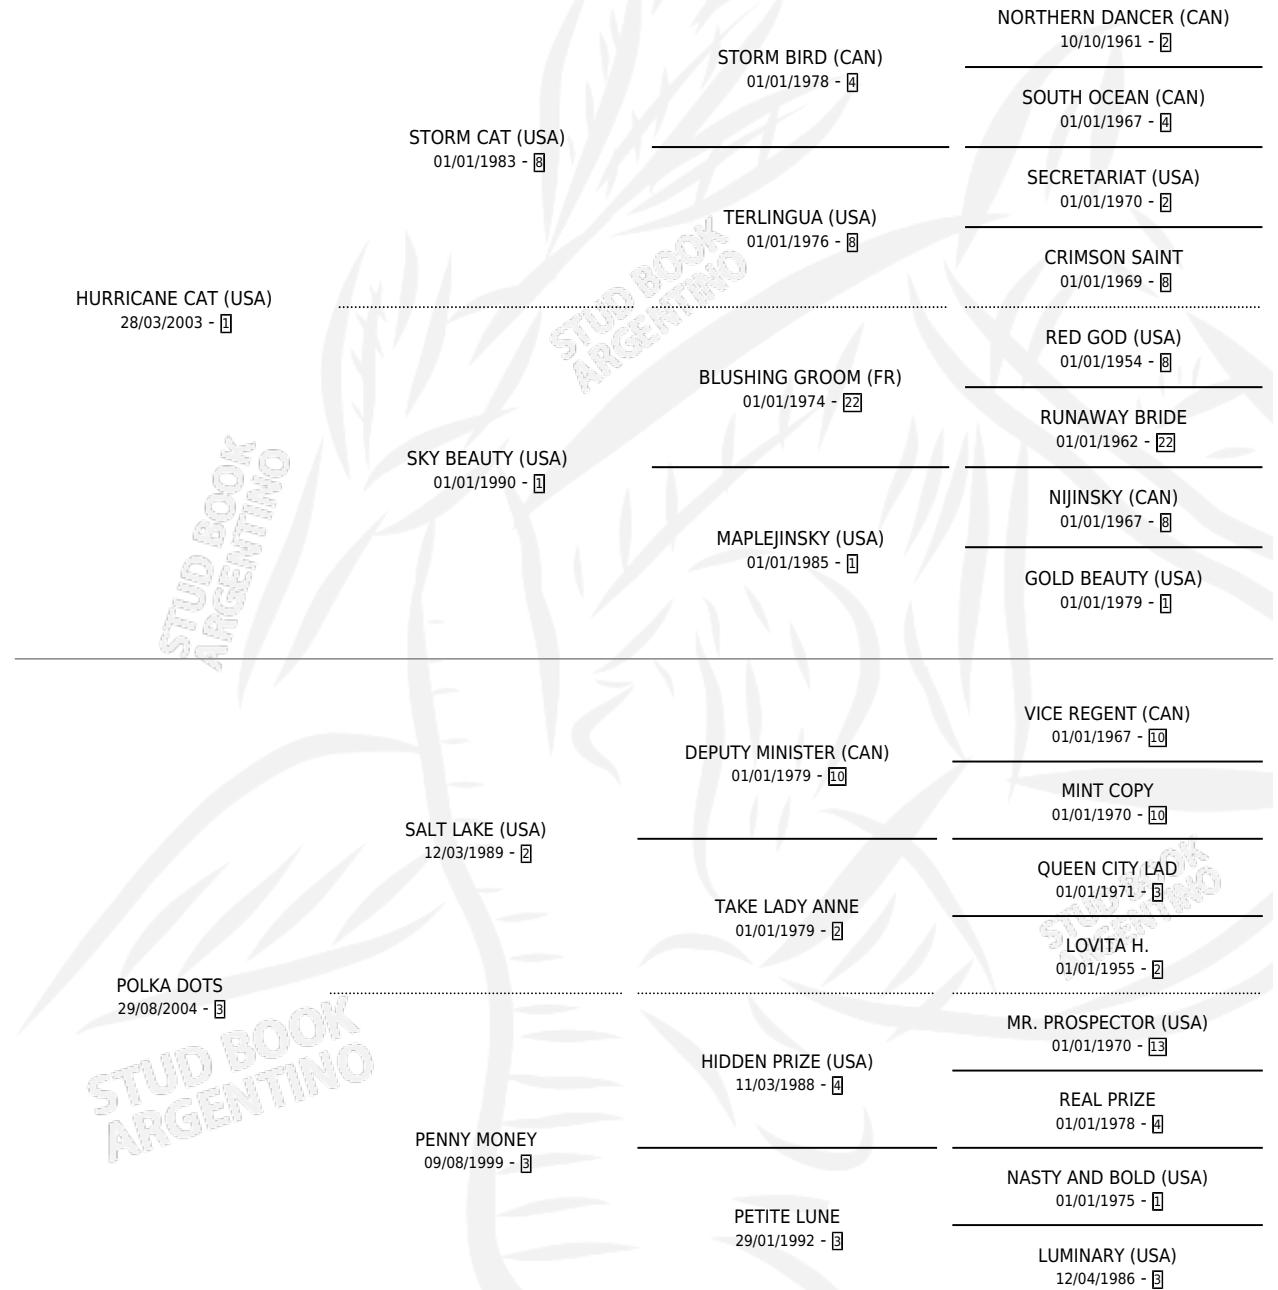 NORTHERN DANCER (CAN)
10/10/1961 - 2
STORM BIRD (CAN)
01/01/1978 - 4
SOUTH OCEAN (CAN)
01/01/1967 - 4
STORM CAT (USA)
01/01/1983 - 8
SECRETARIAT (USA)
01/01/1970 - 2
TERLINGUA (USA)
01/01/1976 - 8
CRIMSON SAINT
01/01/1969 - 8
HURRICANE CAT (USA)
28/03/2003 - 1
RED GOD (USA)
01/01/1954 - 8
BLUSHING GROOM (FR)
01/01/1974 - 22
RUNAWAY BRIDE
01/01/1962 - 22
SKY BEAUTY (USA)
01/01/1990 - 1
NIJINSKY (CAN)
01/01/1967 - 8
MAPLEJINSKY (USA)
01/01/1985 - 1
GOLD BEAUTY (USA)
01/01/1979 - 1
VICE REGENT (CAN)
01/01/1967 - 10
DEPUTY MINISTER (CAN)
01/01/1979 - 10
MINT COPY
01/01/1970 - 10
SALT LAKE (USA)
12/03/1989 - 2
QUEEN CITY LAD
01/01/1971 - 3
TAKE LADY ANNE
01/01/1979 - 2
LOVITA H.
01/01/1955 - 2
POLKA DOTS
29/08/2004 - 3
MR. PROSPECTOR (USA)
01/01/1970 - 13
HIDDEN PRIZE (USA)
11/03/1988 - 4
REAL PRIZE
01/01/1978 - 4
PENNY MONEY
09/08/1999 - 3
NASTY AND BOLD (USA)
01/01/1975 - 1
PETITE LUNE
29/01/1992 - 3
LUMINARY (USA)
12/04/1986 - 3
STUD BOOK
ARGENTINO
STUD BOOK
ARGENTINO
STUD BOOK
ARGENTINO
STUD BOOK
ARGENTINO